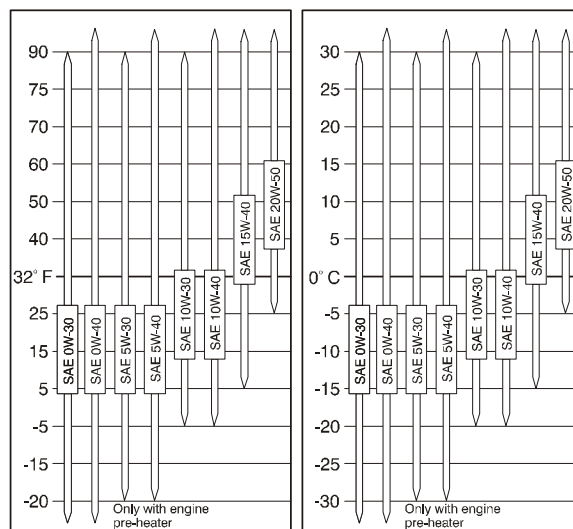 90
75
70
60
50
40
32° F
25
15
5
-5
-15
-20
SAE 0W-30
SAE 0W-40
SAE 5W-30
SAE 5W-40
SAE 10W-30
SAE 10W-40
SAE 15W-40
SAE 20W-50
Only with engine
pre-heater
30
25
20
15
10
5
0° C
-5
-10
-15
-20
-25
-30
SAE 0W-30
SAE 0W-40
SAE 5W-30
SAE 5W-40
SAE 10W-30
SAE 10W-40
SAE 15W-40
SAE 20W-50
Only with engine
pre-heater